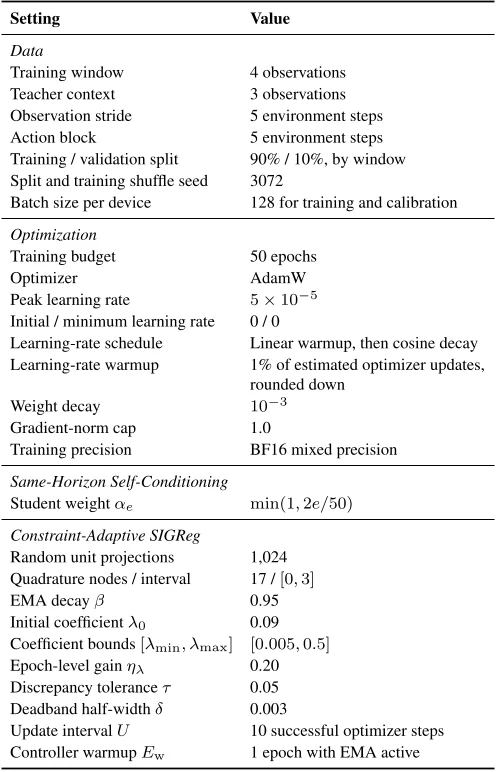 Setting Value
Data
Training window 4 observations
Teacher context 3 observations
Observation stride 5 environment steps
Action block 5 environment steps
Training / validation split 90% / 10%, by window
Split and training shuffle seed 3072
Batch size per device 128 for training and calibration
Optimization
Training budget 50 epochs
Optimizer AdamW
Peak learning rate 5 × 10⁻⁵
Initial / minimum learning rate 0 / 0
Learning-rate schedule Linear warmup, then cosine decay
Learning-rate warmup 1% of estimated optimizer updates,
rounded down
Weight decay 10⁻³
Gradient-norm cap 1.0
Training precision BF16 mixed precision
Same-Horizon Self-Conditioning
Student weight αₑ min(1, 2e/50)
Constraint-Adaptive SIGReg
Random unit projections 1,024
Quadrature nodes / interval 17 / [0, 3]
EMA decay β 0.95
Initial coefficient λ₀ 0.09
Coefficient bounds [λ_min, λ_max] [0.005, 0.5]
Epoch-level gain η_λ 0.20
Discrepancy tolerance τ 0.05
Deadband half-width δ 0.003
Update interval U 10 successful optimizer steps
Controller warmup E_w 1 epoch with EMA active